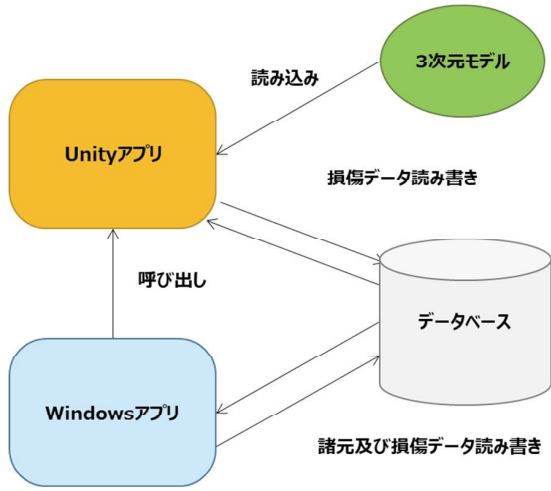 3次元モデル
読み込み
Unityアプリ
損傷データ読み書き
呼び出し
データベース
Windowsアプリ
諸元及び損傷データ読み書き